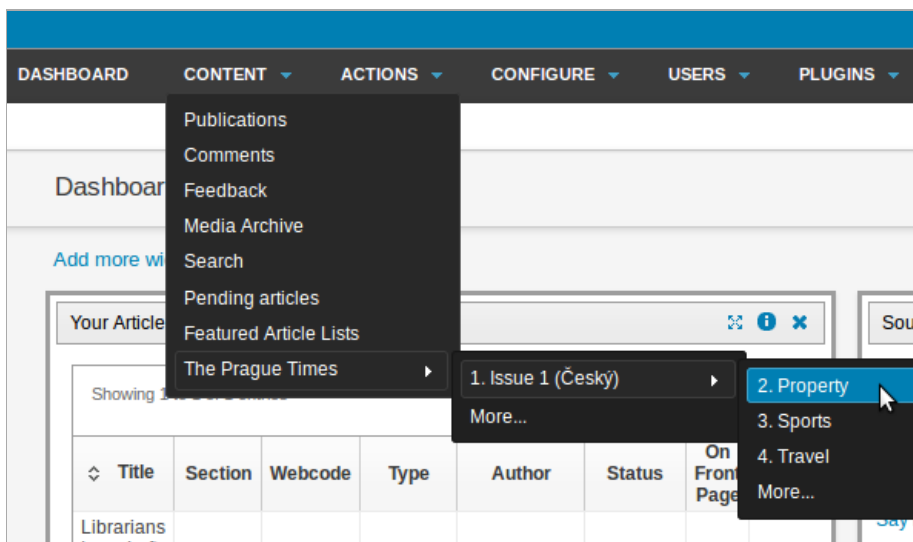 DASHBOARD CONTENT ACTIONS CONFIGURE USERS PLUGINS
Publications
Comments
Feedback
Media Archive
Search
Pending articles
Featured Article Lists
The Prague Times
1. Issue 1 (Český)
More...
2. Property
3. Sports
4. Travel
More...
Dashboar
Add more wi
Your Article
Sou
Showing 1
Title Section Webcode Type Author Status On Front Page
Librarians
Say